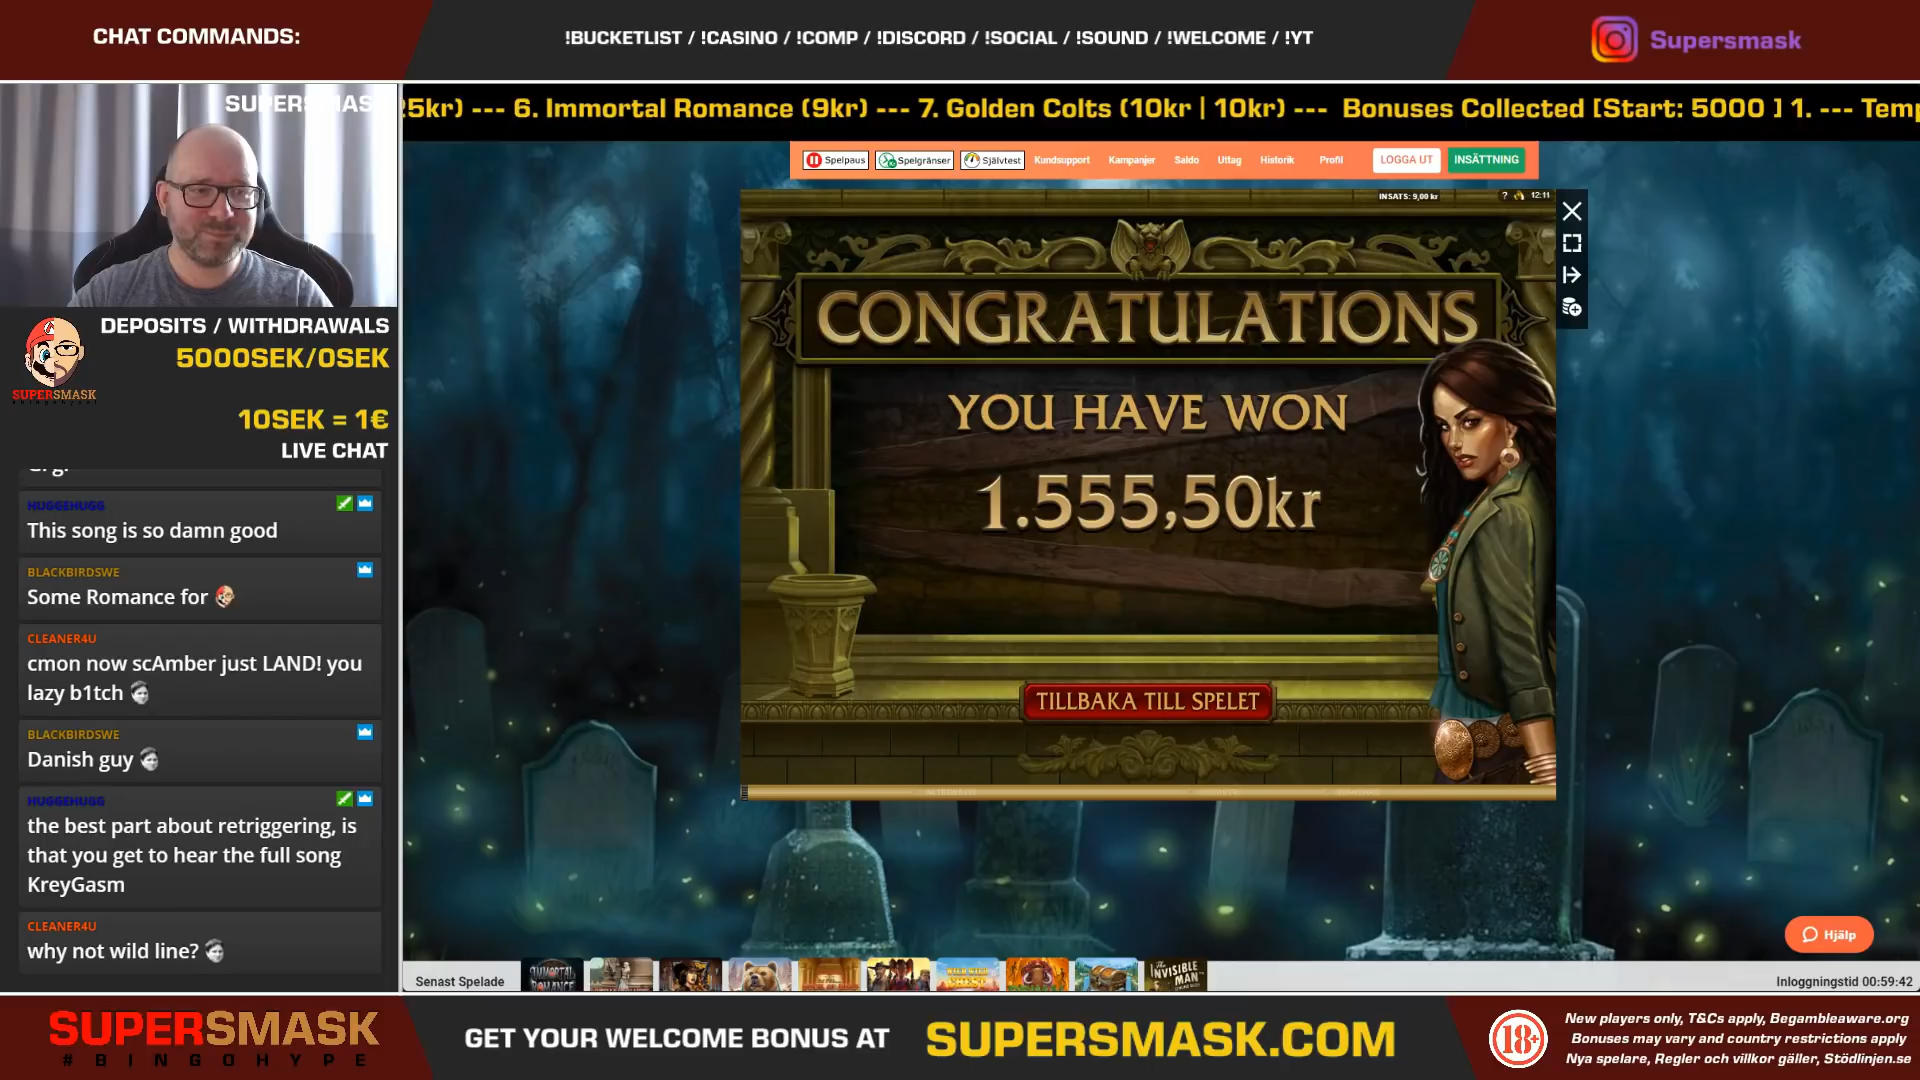 CHAT COMMANDS:
!BUCKETLIST / !CASINO / !COMP / !DISCORD / !SOCIAL / !SOUND / !WELCOME / !YT
Supersmask
SUPERSMAS
5kr) --- 6. Immortal Romance (9kr) --- 7. Golden Colts (10kr | 10kr) --- Bonuses Collected [Start: 5000 ] 1. --- Temp
Spelpaus
Spelgränser
Självtest
Kundsupport
Kampanjer
Saldo
Uttag
Historik
Profil
LOGGA UT
INSÄTTNING
INSATS: 9,00 kr
? 12:11
CONGRATULATIONS
YOU HAVE WON
1.555,50kr
TILLBAKA TILL SPELET
DEPOSITS / WITHDRAWALS
5000SEK/0SEK
SUPERSMASK
10SEK = 1€
LIVE CHAT
HUGGEHUGG
This song is so damn good
BLACKBIRDSWE
Some Romance for
CLEANER4U
cmon now scAmber just LAND! you
lazy b1tch
BLACKBIRDSWE
Danish guy
HUGGEHUGG
the best part about retriggering, is
that you get to hear the full song
KreyGasm
CLEANER4U
why not wild line?
Hjälp
Senast Spelade
IMMORTAL
ROMANCE
THE
INVISIBLE
MAN
Inloggningstid 00:59:42
SUPERSMASK
#BINGOHYPE
GET YOUR WELCOME BONUS AT
SUPERSMASK.COM
18+
New players only, T&Cs apply, Begambleaware.org
Bonuses may vary and country restrictions apply
Nya spelare, Regler och villkor gäller, Stödlinjen.se